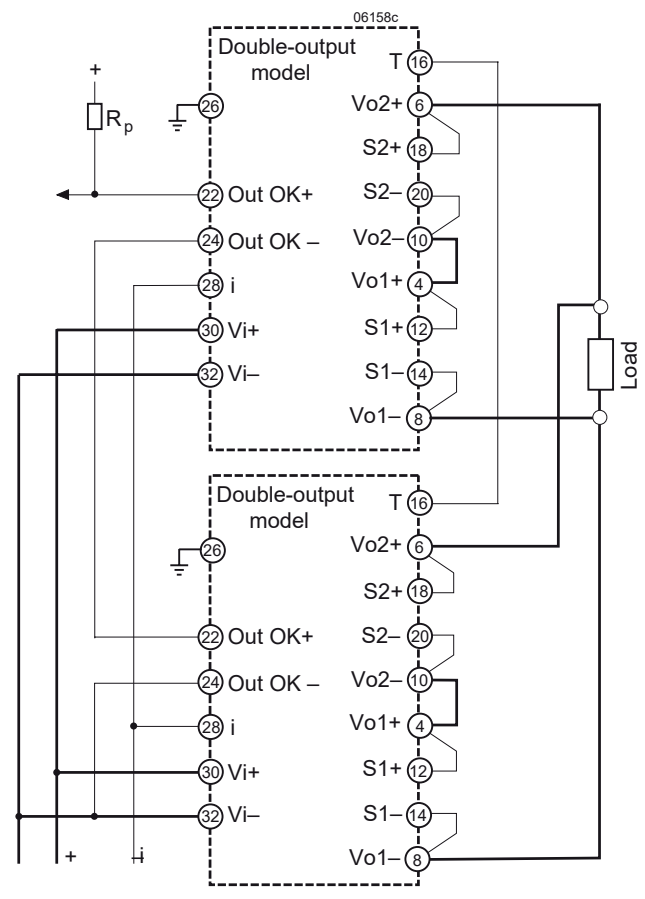 06158c
Double-output
model
T
16
Vo2+
6
S2+
18
S2–
20
Vo2–
10
Vo1+
4
S1+
12
S1–
14
Vo1–
8
+
Rp
26
22
Out OK+
24
Out OK –
28
i
30
Vi+
32
Vi–
Load
Double-output
model
T
16
Vo2+
6
S2+
18
S2–
20
Vo2–
10
Vo1+
4
S1+
12
S1–
14
Vo1–
8
26
22
Out OK+
24
Out OK –
28
i
30
Vi+
32
Vi–
+
–i